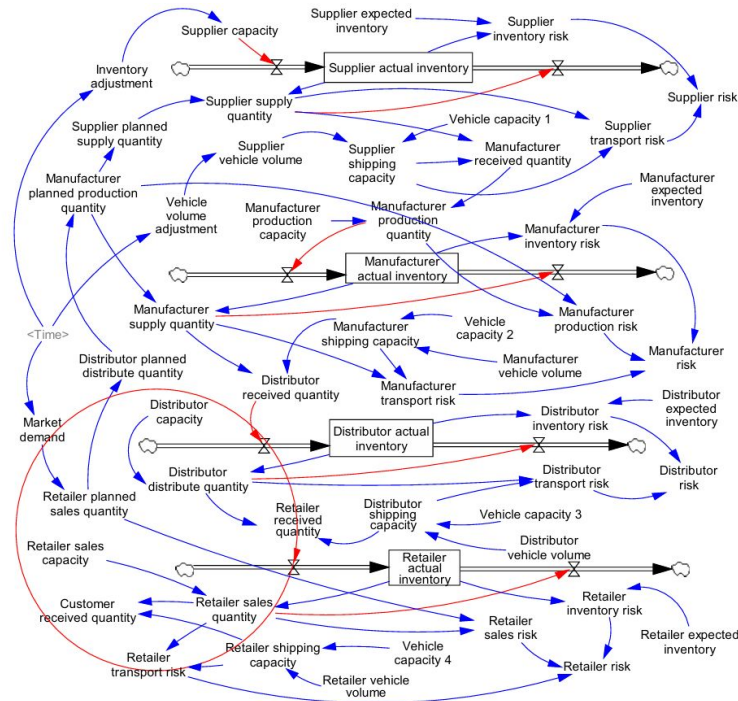 Supplier capacity
Supplier expected
inventory
Supplier
inventory risk
Inventory
adjustment
Supplier actual inventory
Supplier risk
Supplier supply
quantity
Supplier planned
supply quantity
Vehicle capacity 1
Supplier
transport risk
Supplier
vehicle volume
Supplier
shipping
capacity
Manufacturer
received quantity
Manufacturer
planned production
quantity
Vehicle
volume
adjustment
Manufacturer
production
capacity
Manufacturer
production
quantity
Manufacturer
expected
inventory
Manufacturer
inventory risk
Manufacturer
actual inventory
Manufacturer
supply quantity
Manufacturer
production risk
<Time>
Manufacturer
shipping capacity
Vehicle
capacity 2
Manufacturer
vehicle volume
Manufacturer
risk
Distributor planned
distribute quantity
Distributor
received quantity
Manufacturer
transport risk
Market
demand
Distributor
capacity
Distributor actual
inventory
Distributor
inventory risk
Distributor
expected
inventory
Distributor
distribute quantity
Distributor
transport risk
Distributor
risk
Retailer planned
sales quantity
Retailer
received
quantity
Distributor
shipping
capacity
Vehicle capacity 3
Distributor
vehicle volume
Retailer sales
capacity
Retailer
actual
inventory
Customer
received quantity
Retailer sales
quantity
Retailer
inventory risk
Retailer
sales risk
Retailer expected
inventory
Retailer
transport risk
Retailer shipping
capacity
Vehicle
capacity 4
Retailer vehicle
volume
Retailer risk